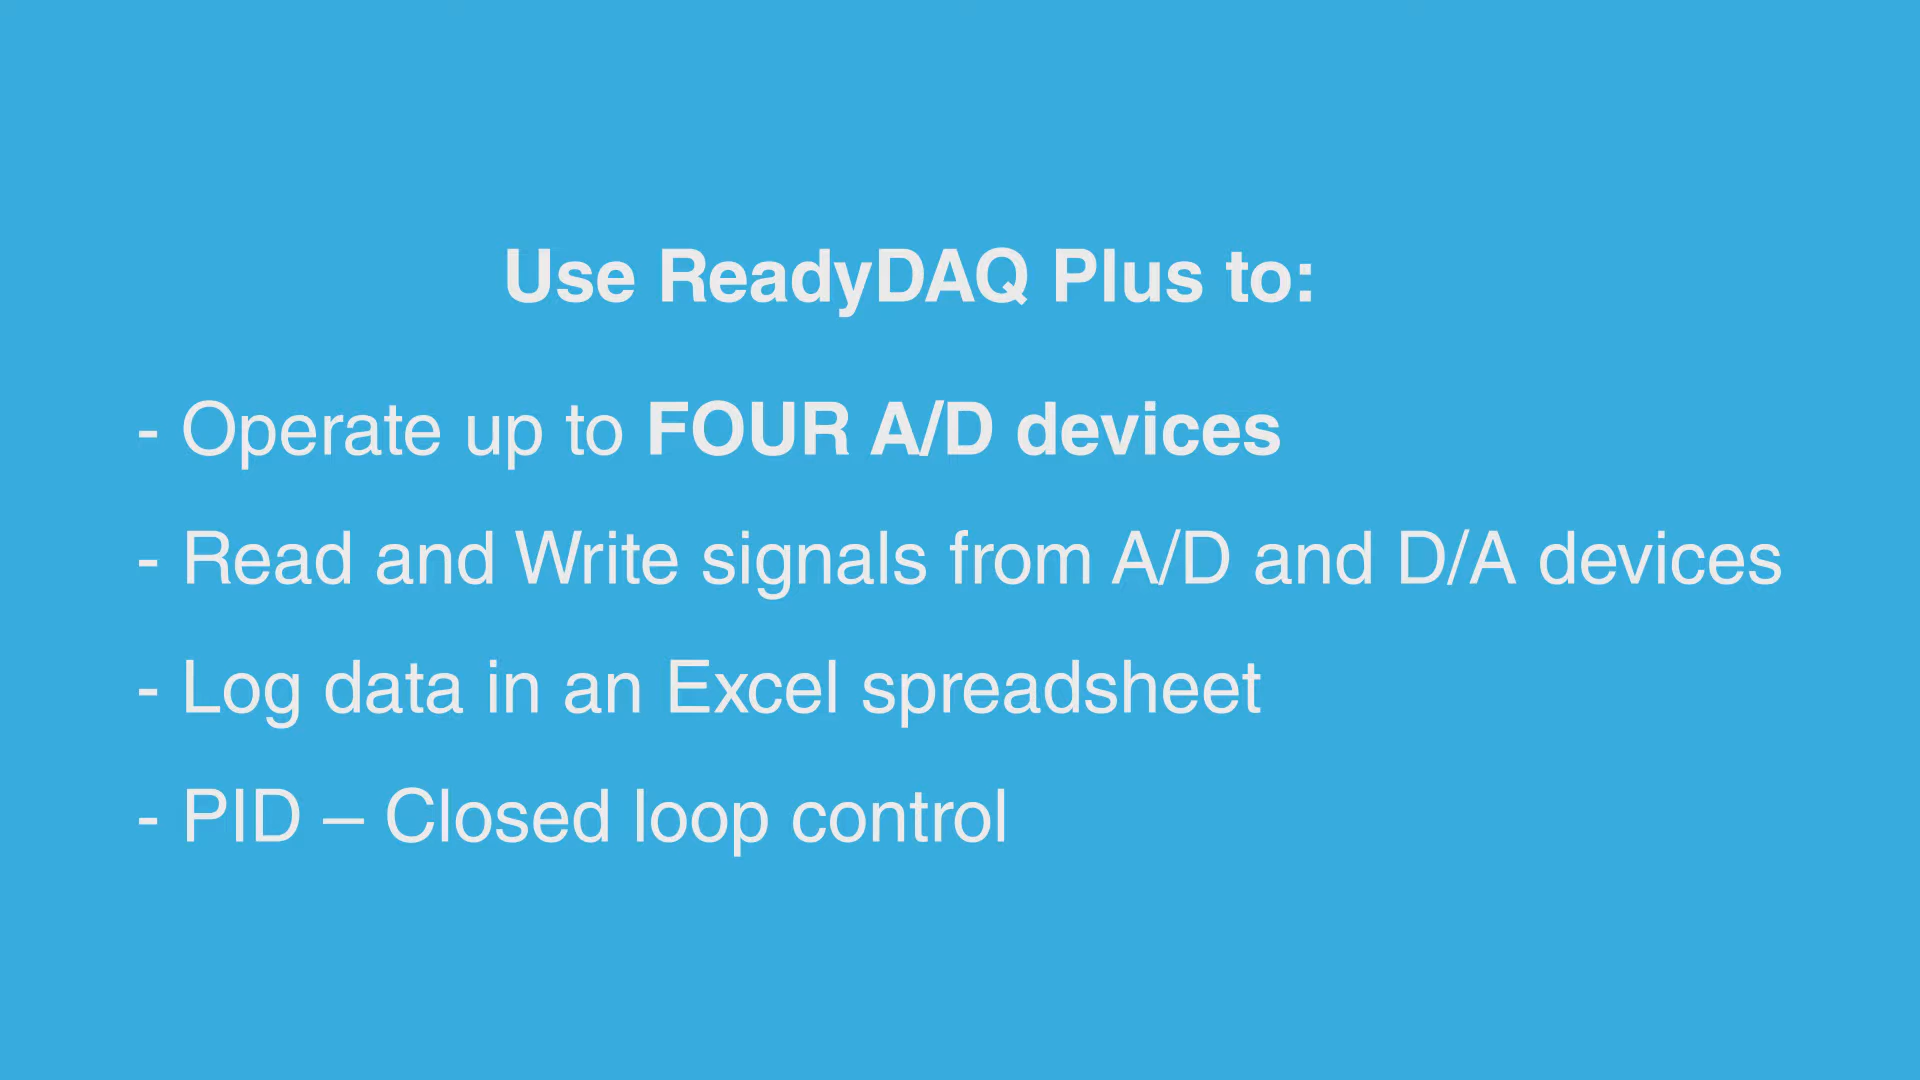 Use ReadyDAQ Plus to:
- Operate up to FOUR A/D devices
- Read and Write signals from A/D and D/A devices
- Log data in an Excel spreadsheet
- PID – Closed loop control